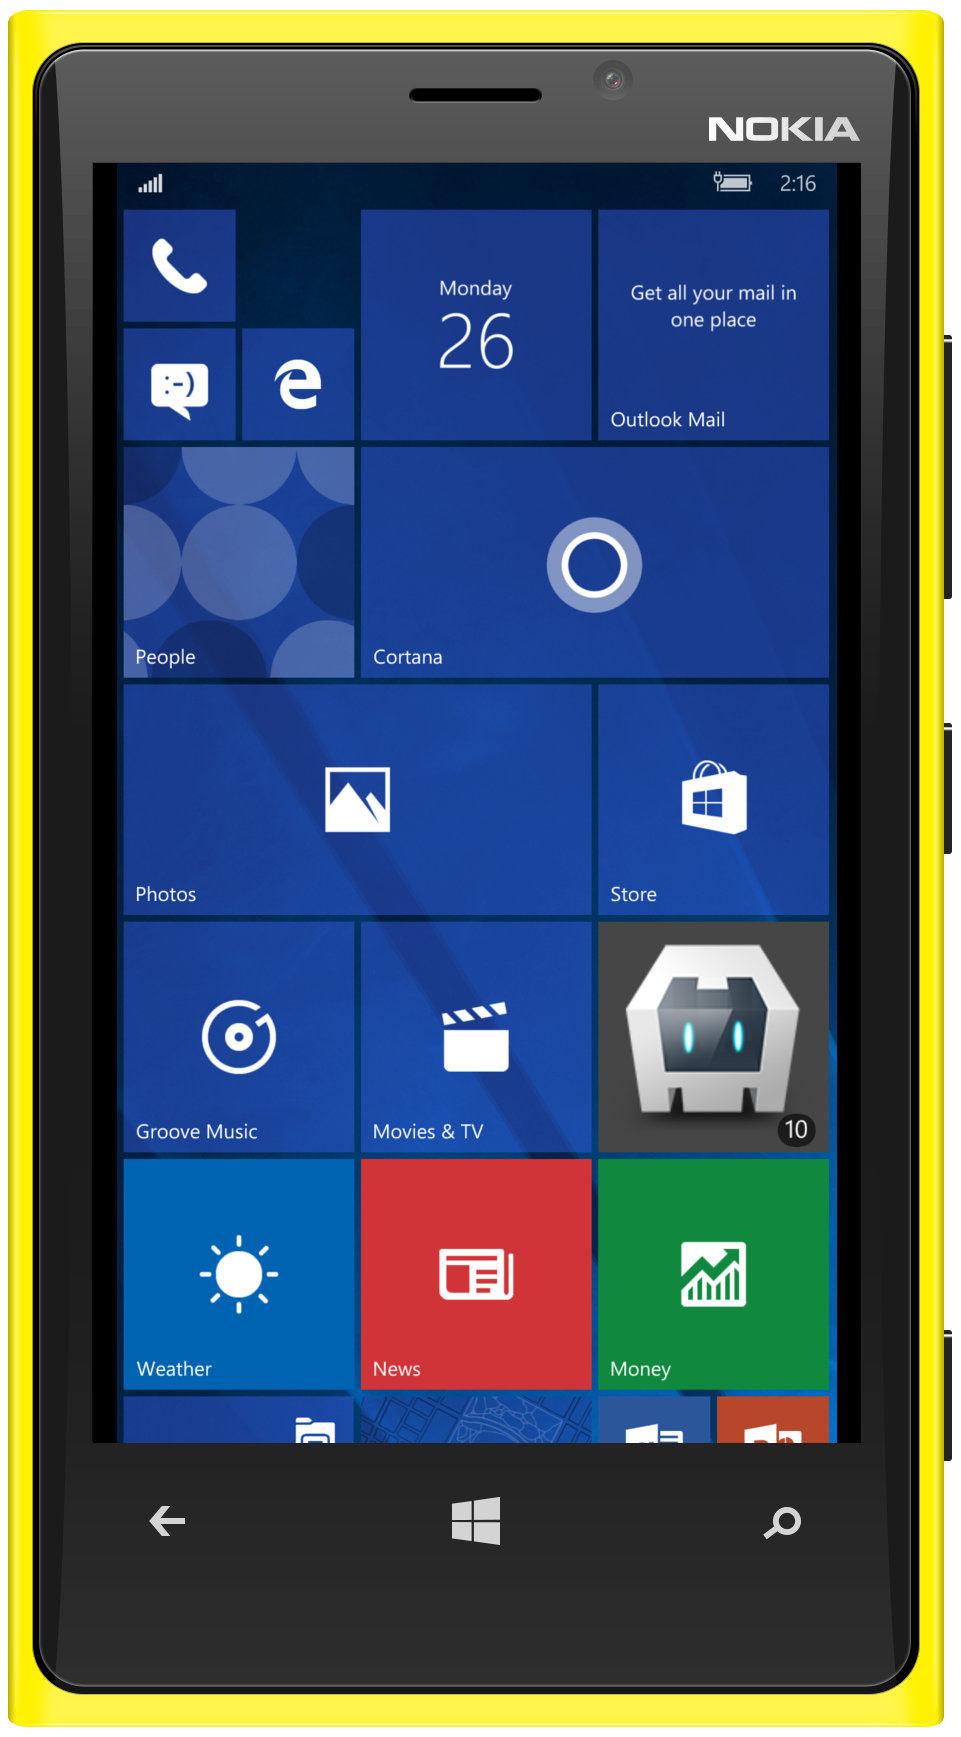 NOKIA
2:16
Monday
26
Get all your mail in
one place
Outlook Mail
:-)
People
Cortana
Photos
Store
Groove Music
Movies & TV
10
Weather
News
Money